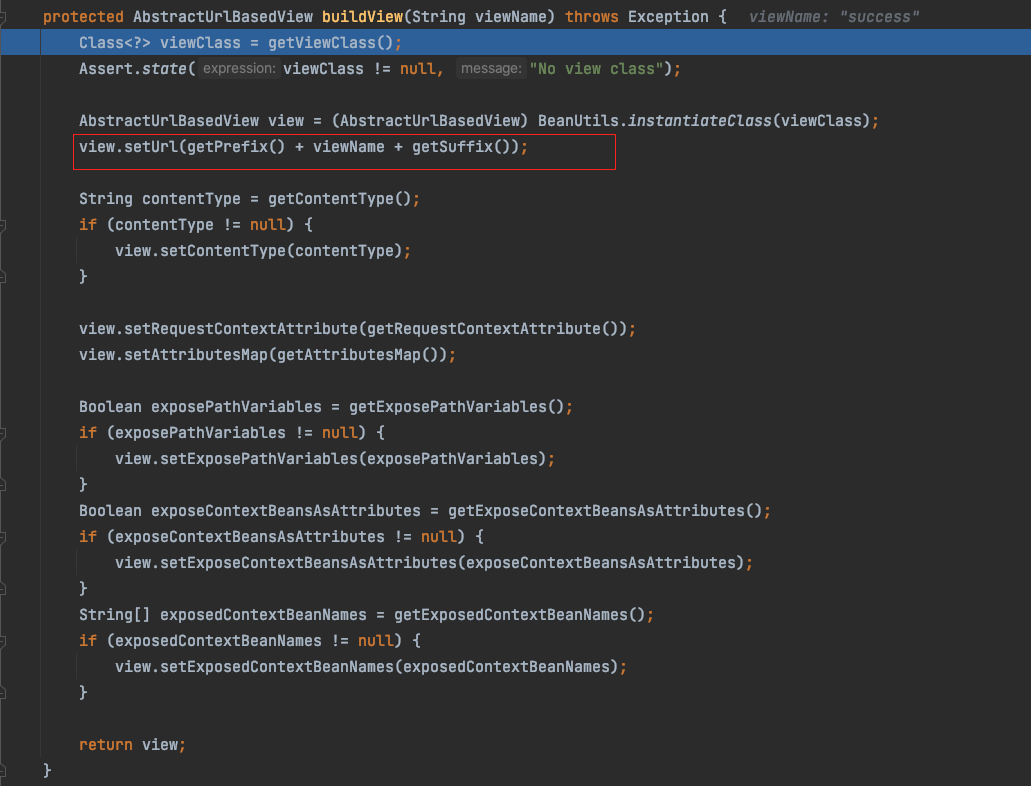 protected AbstractUrlBasedView buildView(String viewName) throws Exception {   viewName: "success"
    Class<?> viewClass = getViewClass();
    Assert.state( expression: viewClass != null,  message: "No view class");

    AbstractUrlBasedView view = (AbstractUrlBasedView) BeanUtils.instantiateClass(viewClass);
    view.setUrl(getPrefix() + viewName + getSuffix());

    String contentType = getContentType();
    if (contentType != null) {
        view.setContentType(contentType);
    }

    view.setRequestContextAttribute(getRequestContextAttribute());
    view.setAttributesMap(getAttributesMap());

    Boolean exposePathVariables = getExposePathVariables();
    if (exposePathVariables != null) {
        view.setExposePathVariables(exposePathVariables);
    }
    Boolean exposeContextBeansAsAttributes = getExposeContextBeansAsAttributes();
    if (exposeContextBeansAsAttributes != null) {
        view.setExposeContextBeansAsAttributes(exposeContextBeansAsAttributes);
    }
    String[] exposedContextBeanNames = getExposedContextBeanNames();
    if (exposedContextBeanNames != null) {
        view.setExposedContextBeanNames(exposedContextBeanNames);
    }

    return view;
}